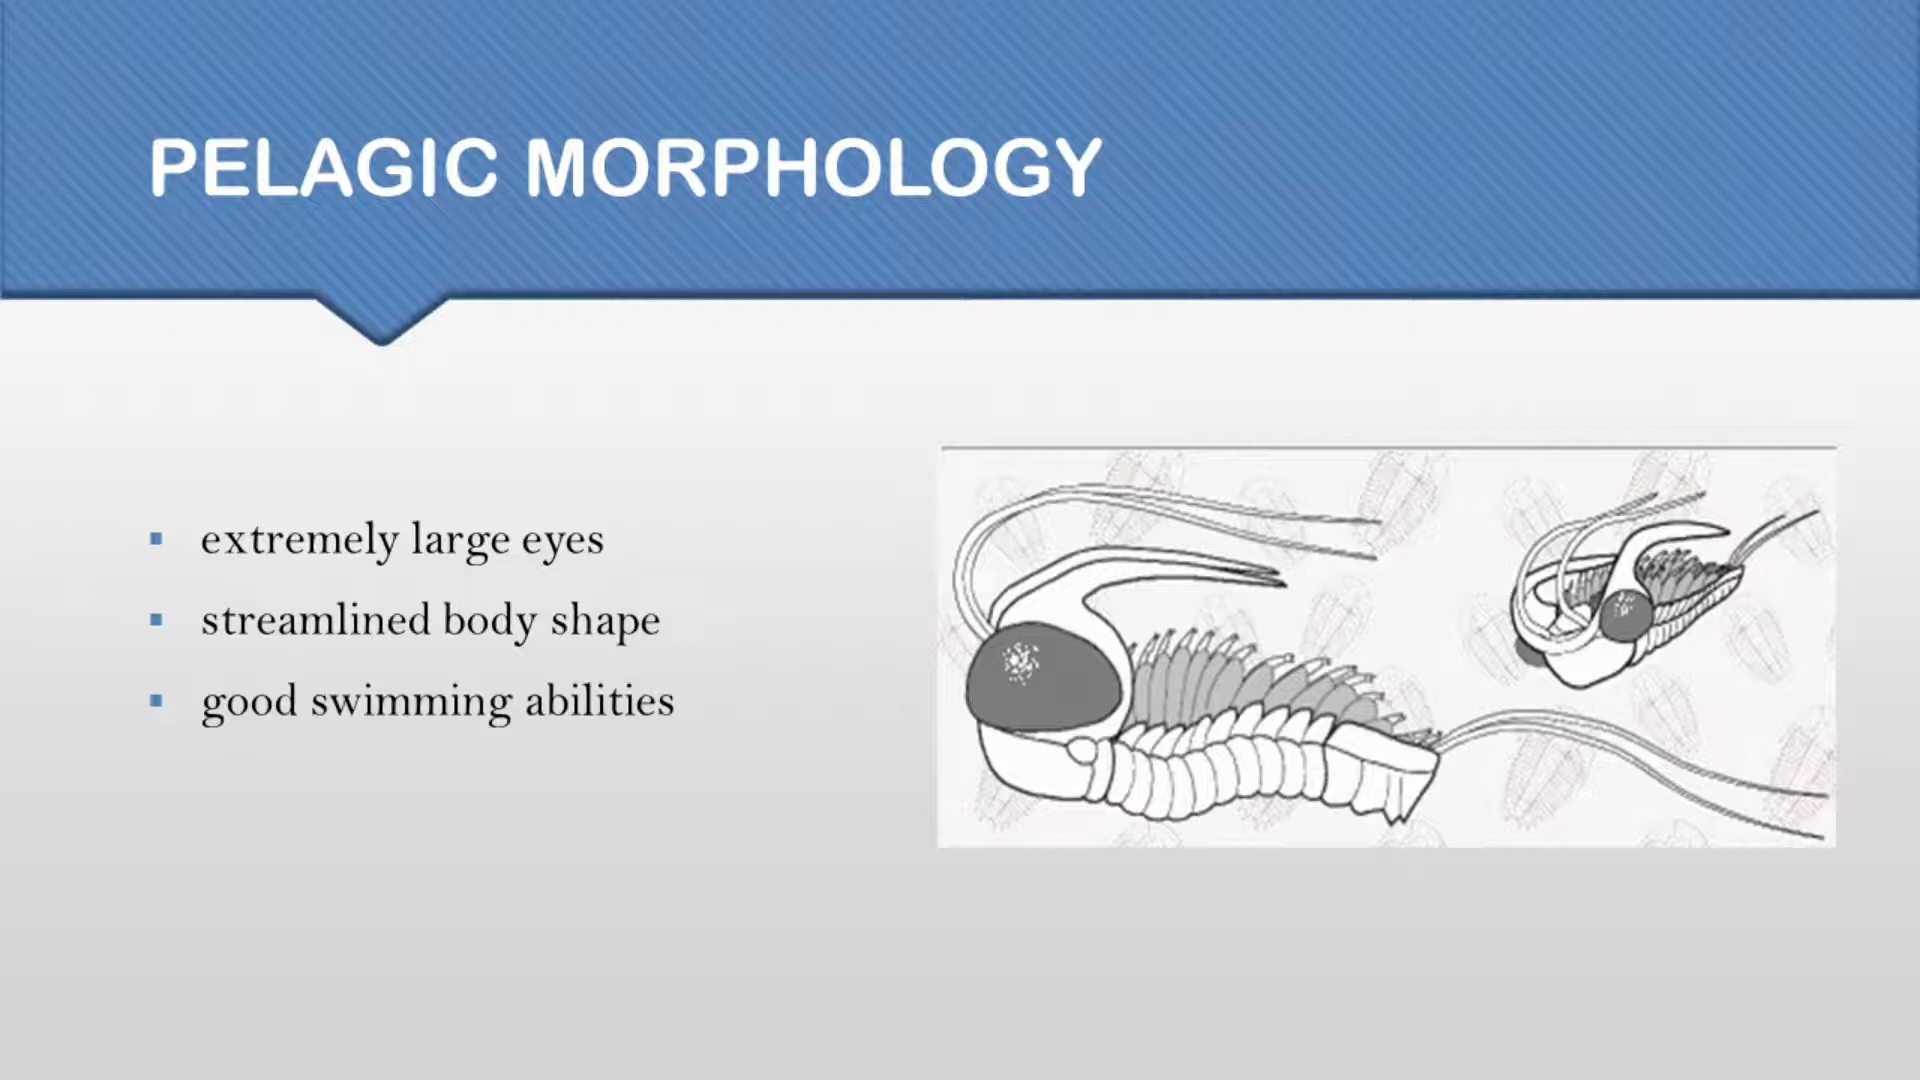 PELAGIC MORPHOLOGY
extremely large eyes
streamlined body shape
good swimming abilities